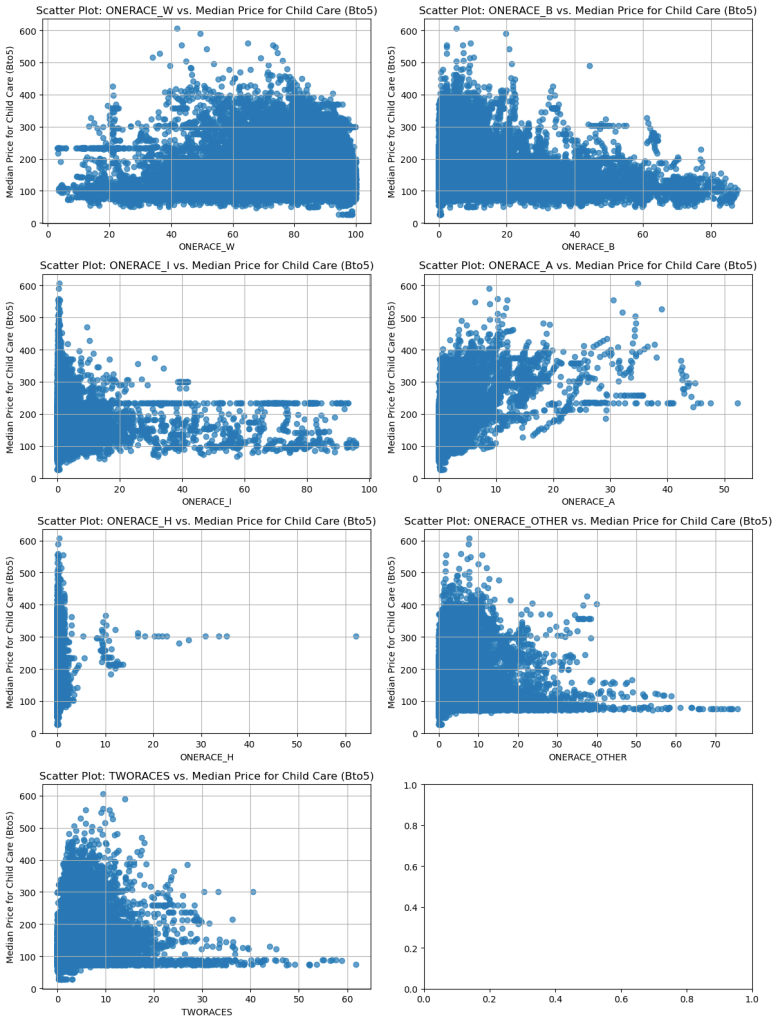 Scatter Plot: ONERACE_W vs. Median Price for Child Care (Bto5)
Median Price for Child Care (Bto5)
600
500
400
300
200
100
0
0 20 40 60 80 100
ONERACE_W
Scatter Plot: ONERACE_B vs. Median Price for Child Care (Bto5)
Median Price for Child Care (Bto5)
600
500
400
300
200
100
0
0 20 40 60 80
ONERACE_B
Scatter Plot: ONERACE_I vs. Median Price for Child Care (Bto5)
Median Price for Child Care (Bto5)
600
500
400
300
200
100
0
0 20 40 60 80 100
ONERACE_I
Scatter Plot: ONERACE_A vs. Median Price for Child Care (Bto5)
Median Price for Child Care (Bto5)
600
500
400
300
200
100
0
0 10 20 30 40 50
ONERACE_A
Scatter Plot: ONERACE_H vs. Median Price for Child Care (Bto5)
Median Price for Child Care (Bto5)
600
500
400
300
200
100
0
0 10 20 30 40 50 60
ONERACE_H
Scatter Plot: ONERACE_OTHER vs. Median Price for Child Care (Bto5)
Median Price for Child Care (Bto5)
600
500
400
300
200
100
0
0 10 20 30 40 50 60 70
ONERACE_OTHER
Scatter Plot: TWORACES vs. Median Price for Child Care (Bto5)
Median Price for Child Care (Bto5)
600
500
400
300
200
100
0
0 10 20 30 40 50 60
TWORACES
1.0
0.8
0.6
0.4
0.2
0.0
0.0 0.2 0.4 0.6 0.8 1.0